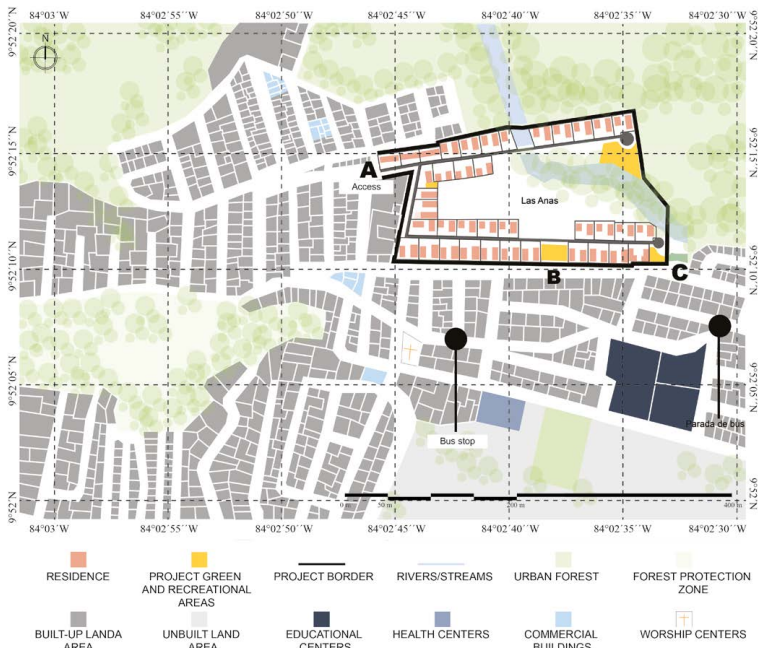 84°03'W 84°02'55'W 84°02'50'W 84°02'45'W 84°02'40'W 84°02'35'W 84°02'30'W
9°52'20'N 9°52'20'N
N
9°52'15'N 9°52'15'N
A
Access
Las Anas
9°52'10'N 9°52'10'N
B C
9°52'05'N 9°52'05'N
Parada de bus
Bus stop
0 m 50 m 200 m 400 m
9°52'N 9°52'N
84°03'W 84°02'55'W 84°02'50'W 84°02'45'W 84°02'40'W 84°02'35'W 84°02'30'W
RESIDENCE PROJECT GREEN PROJECT BORDER RIVERS/STREAMS URBAN FOREST FOREST PROTECTION
AND RECREATIONAL ZONE
AREAS
BUILT-UP LANDA UNBUILT LAND EDUCATIONAL HEALTH CENTERS COMMERCIAL WORSHIP CENTERS
AREA AREA CENTERS BUILDINGS